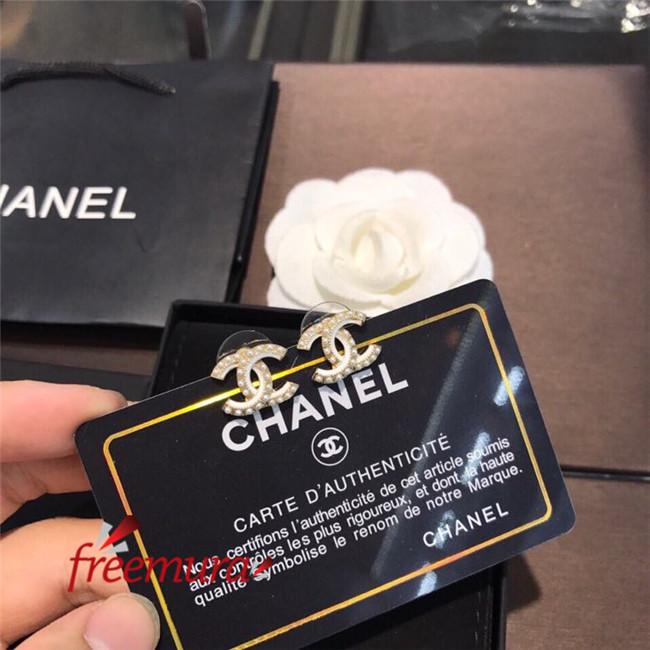 HANEL
CHANEL
CARTE D'AUTHENTICITÉ
Nous certifions l'authenticité de cet article soumis
aux contrôles les plus rigoureux, et dont la haute
qualité symbolise le renom de notre Marque.
CHANEL
freemura